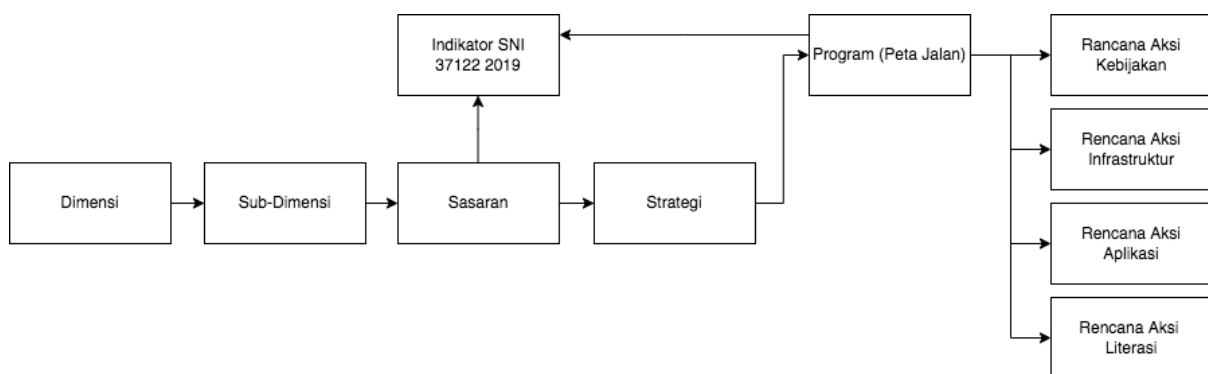 Indikator SNI
37122 2019
Program (Peta Jalan)
Rancana Aksi
Kebijakan
Rencana Aksi
Infrastruktur
Dimensi
Sub-Dimensi
Sasaran
Strategi
Rencana Aksi
Aplikasi
Rencana Aksi
Literasi